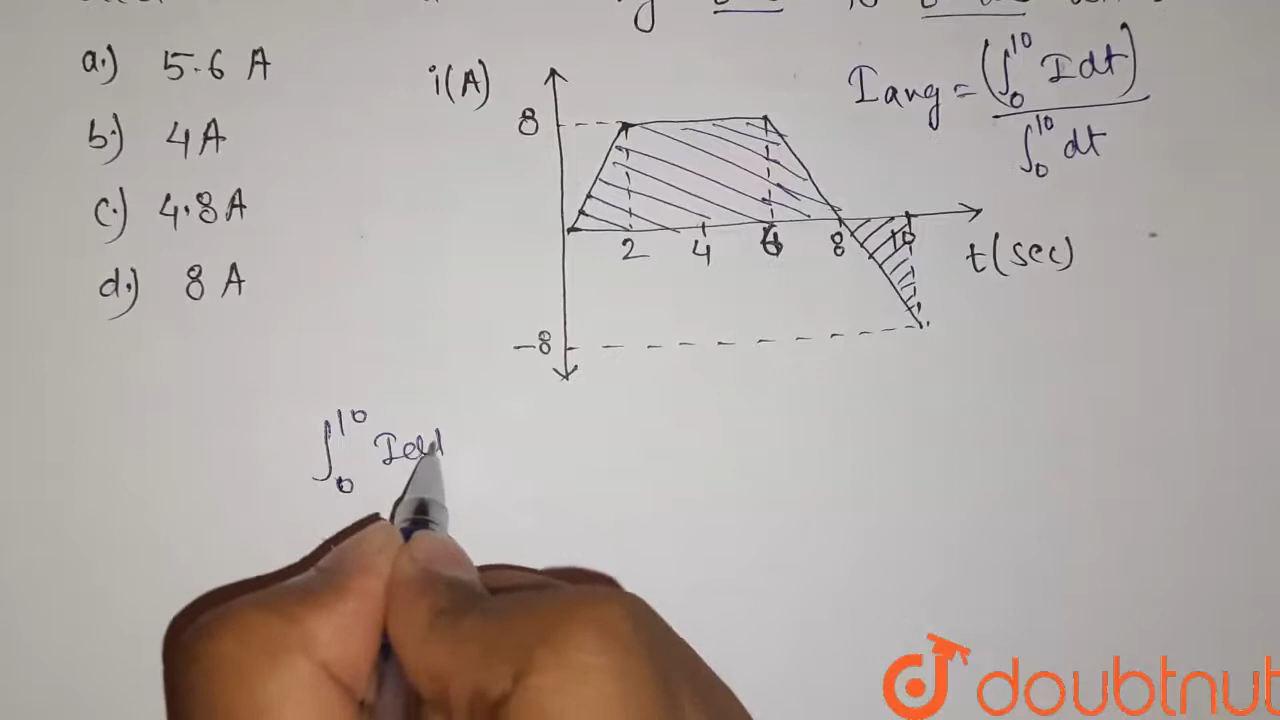 a.) 5.6 A
b.) 4A
c.) 4.8A
d.) 8 A
i(A)
8
2 4 6 8 10
t(sec)
-8
Iavg = (∫₀¹⁰ Idt) / ∫₀¹⁰ dt
∫₀¹⁰ Id
doubtnut